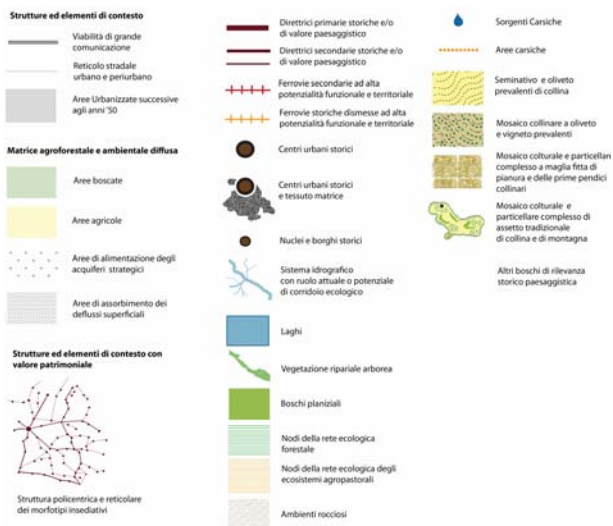 Strutture ed elementi di contesto
Viabilità di grande
comunicazione
Reticolo stradale
urbano e periurbano
Aree Urbanizzate successive
agli anni '50
Matrice agroforestale e ambientale diffusa
Aree boscate
Aree agricole
Aree di alimentazione degli
acquiferi strategici
Aree di assorbimento dei
deflussi superficiali
Strutture ed elementi di contesto con
valore patrimoniale
Struttura policentrica e reticolare
dei morfotipi insediativi
Direttrici primarie storiche e/o
di valore paesaggistico
Direttrici secondarie storiche e/o
di valore paesaggistico
Ferrovie secondarie ad alta
potenzialità funzionale e territoriale
Ferrovie storiche dismesse ad alta
potenzialità funzionale e territoriale
Centri urbani storici
Centri urbani storici
e tessuto matrice
Nuclei e borghi storici
Sistema idrografico
con ruolo attuale o potenziale
di corridoio ecologico
Laghi
Vegetazione ripariale arborea
Boschi planiziali
Nodi della rete ecologica
forestale
Nodi della rete ecologica degli
ecosistemi agropastorali
Ambienti rocciosi
Sorgenti Carsiche
Aree carsiche
Seminativo e oliveto
prevalenti di collina
Mosaico collinare a oliveto
e vigneto prevalenti
Mosaico colturale e particellare
complesso a maglia fitta di
pianura e delle prime pendici
collinari
Mosaico colturale e
particellare complesso di
assetto tradizionale
di collina e di montagna
Altri boschi di rilevanza
storico paesaggistica